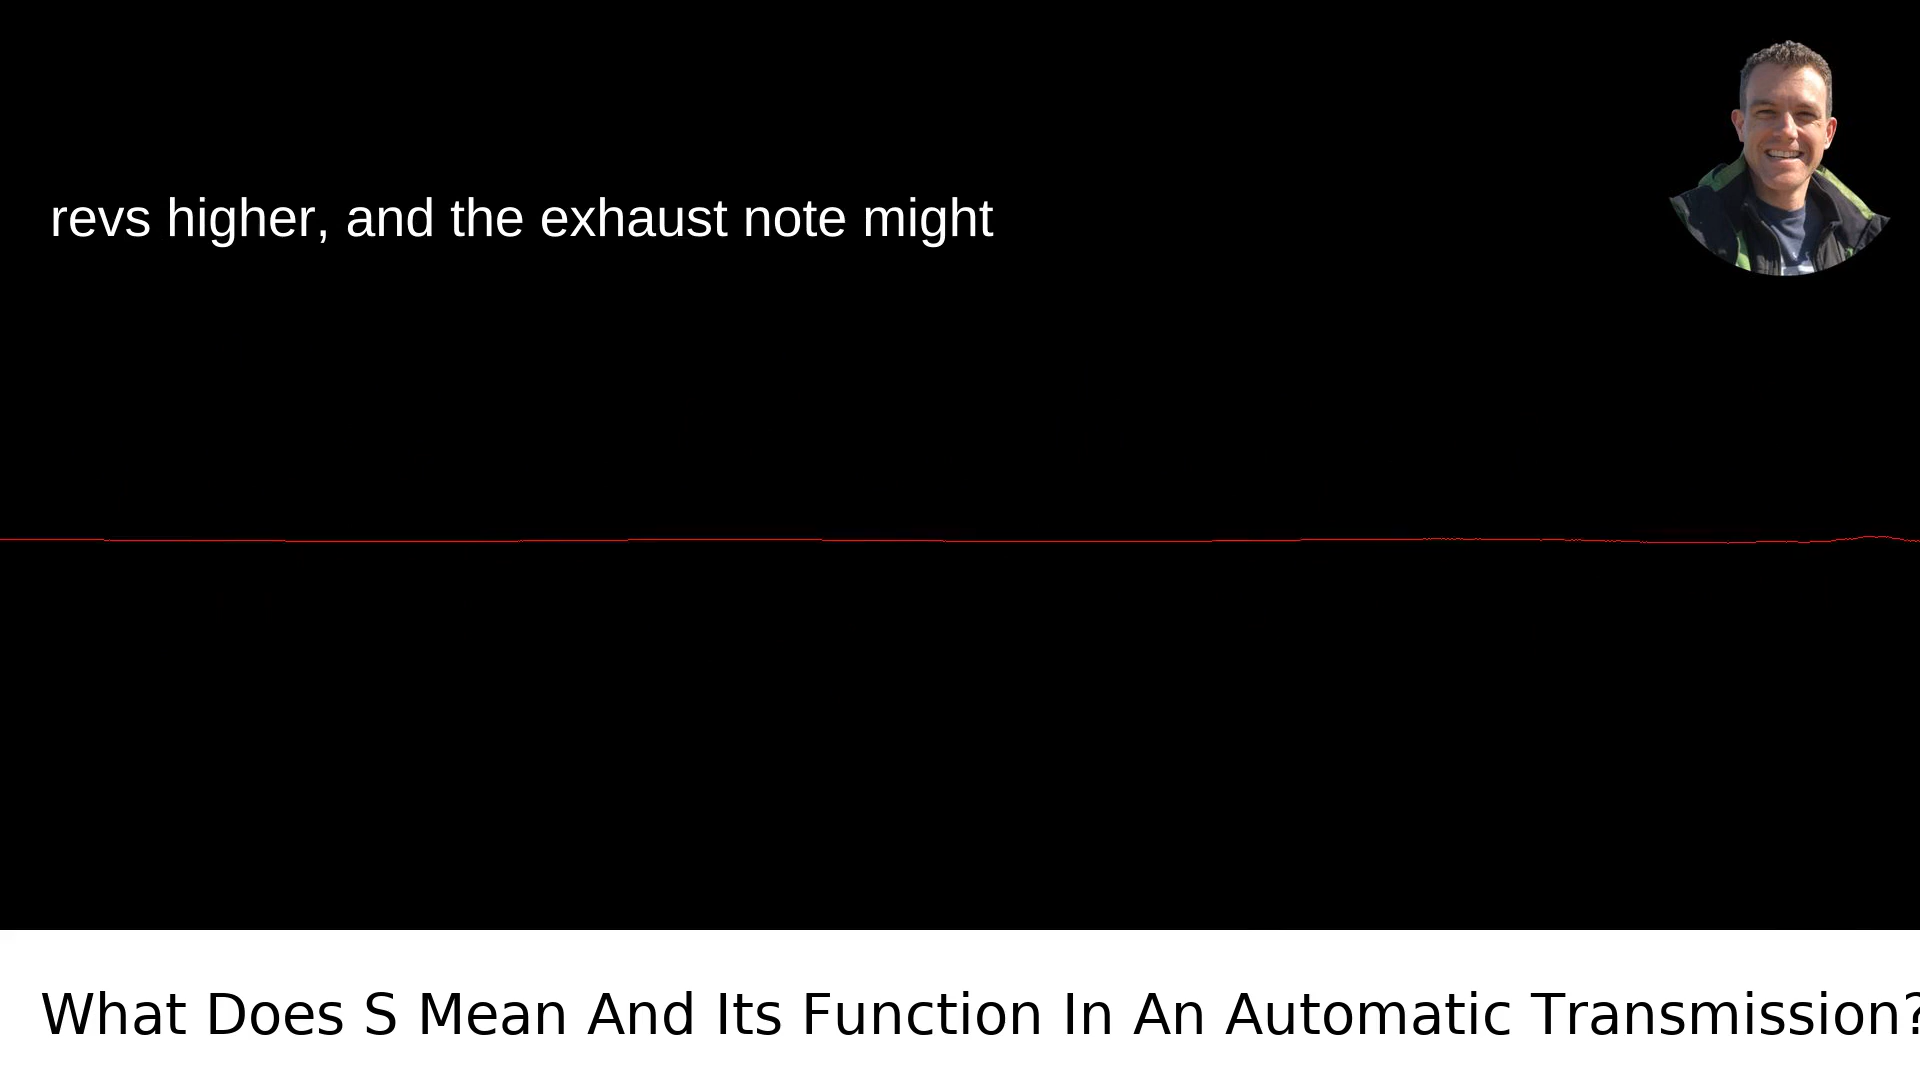 revs higher, and the exhaust note might
What Does S Mean And Its Function In An Automatic Transmission?